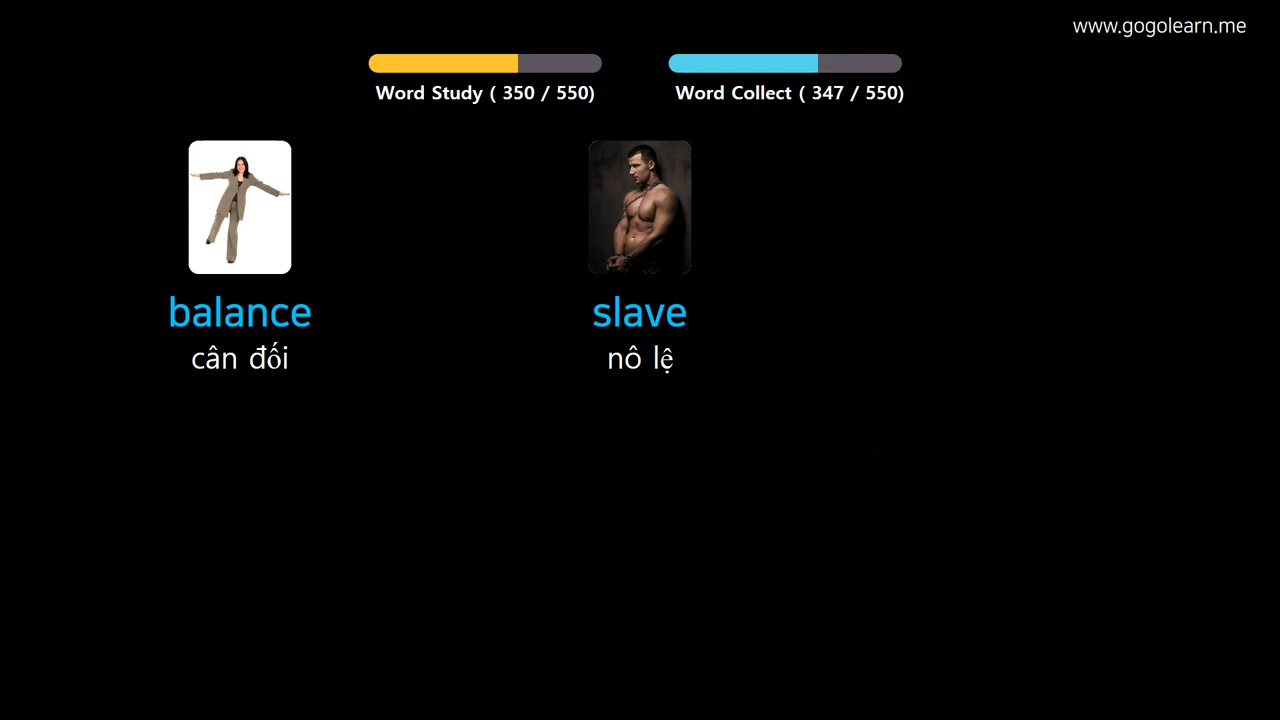 www.gogolearn.me
Word Study ( 350 / 550)
Word Collect ( 347 / 550)
balance
cân đối
slave
nô lệ